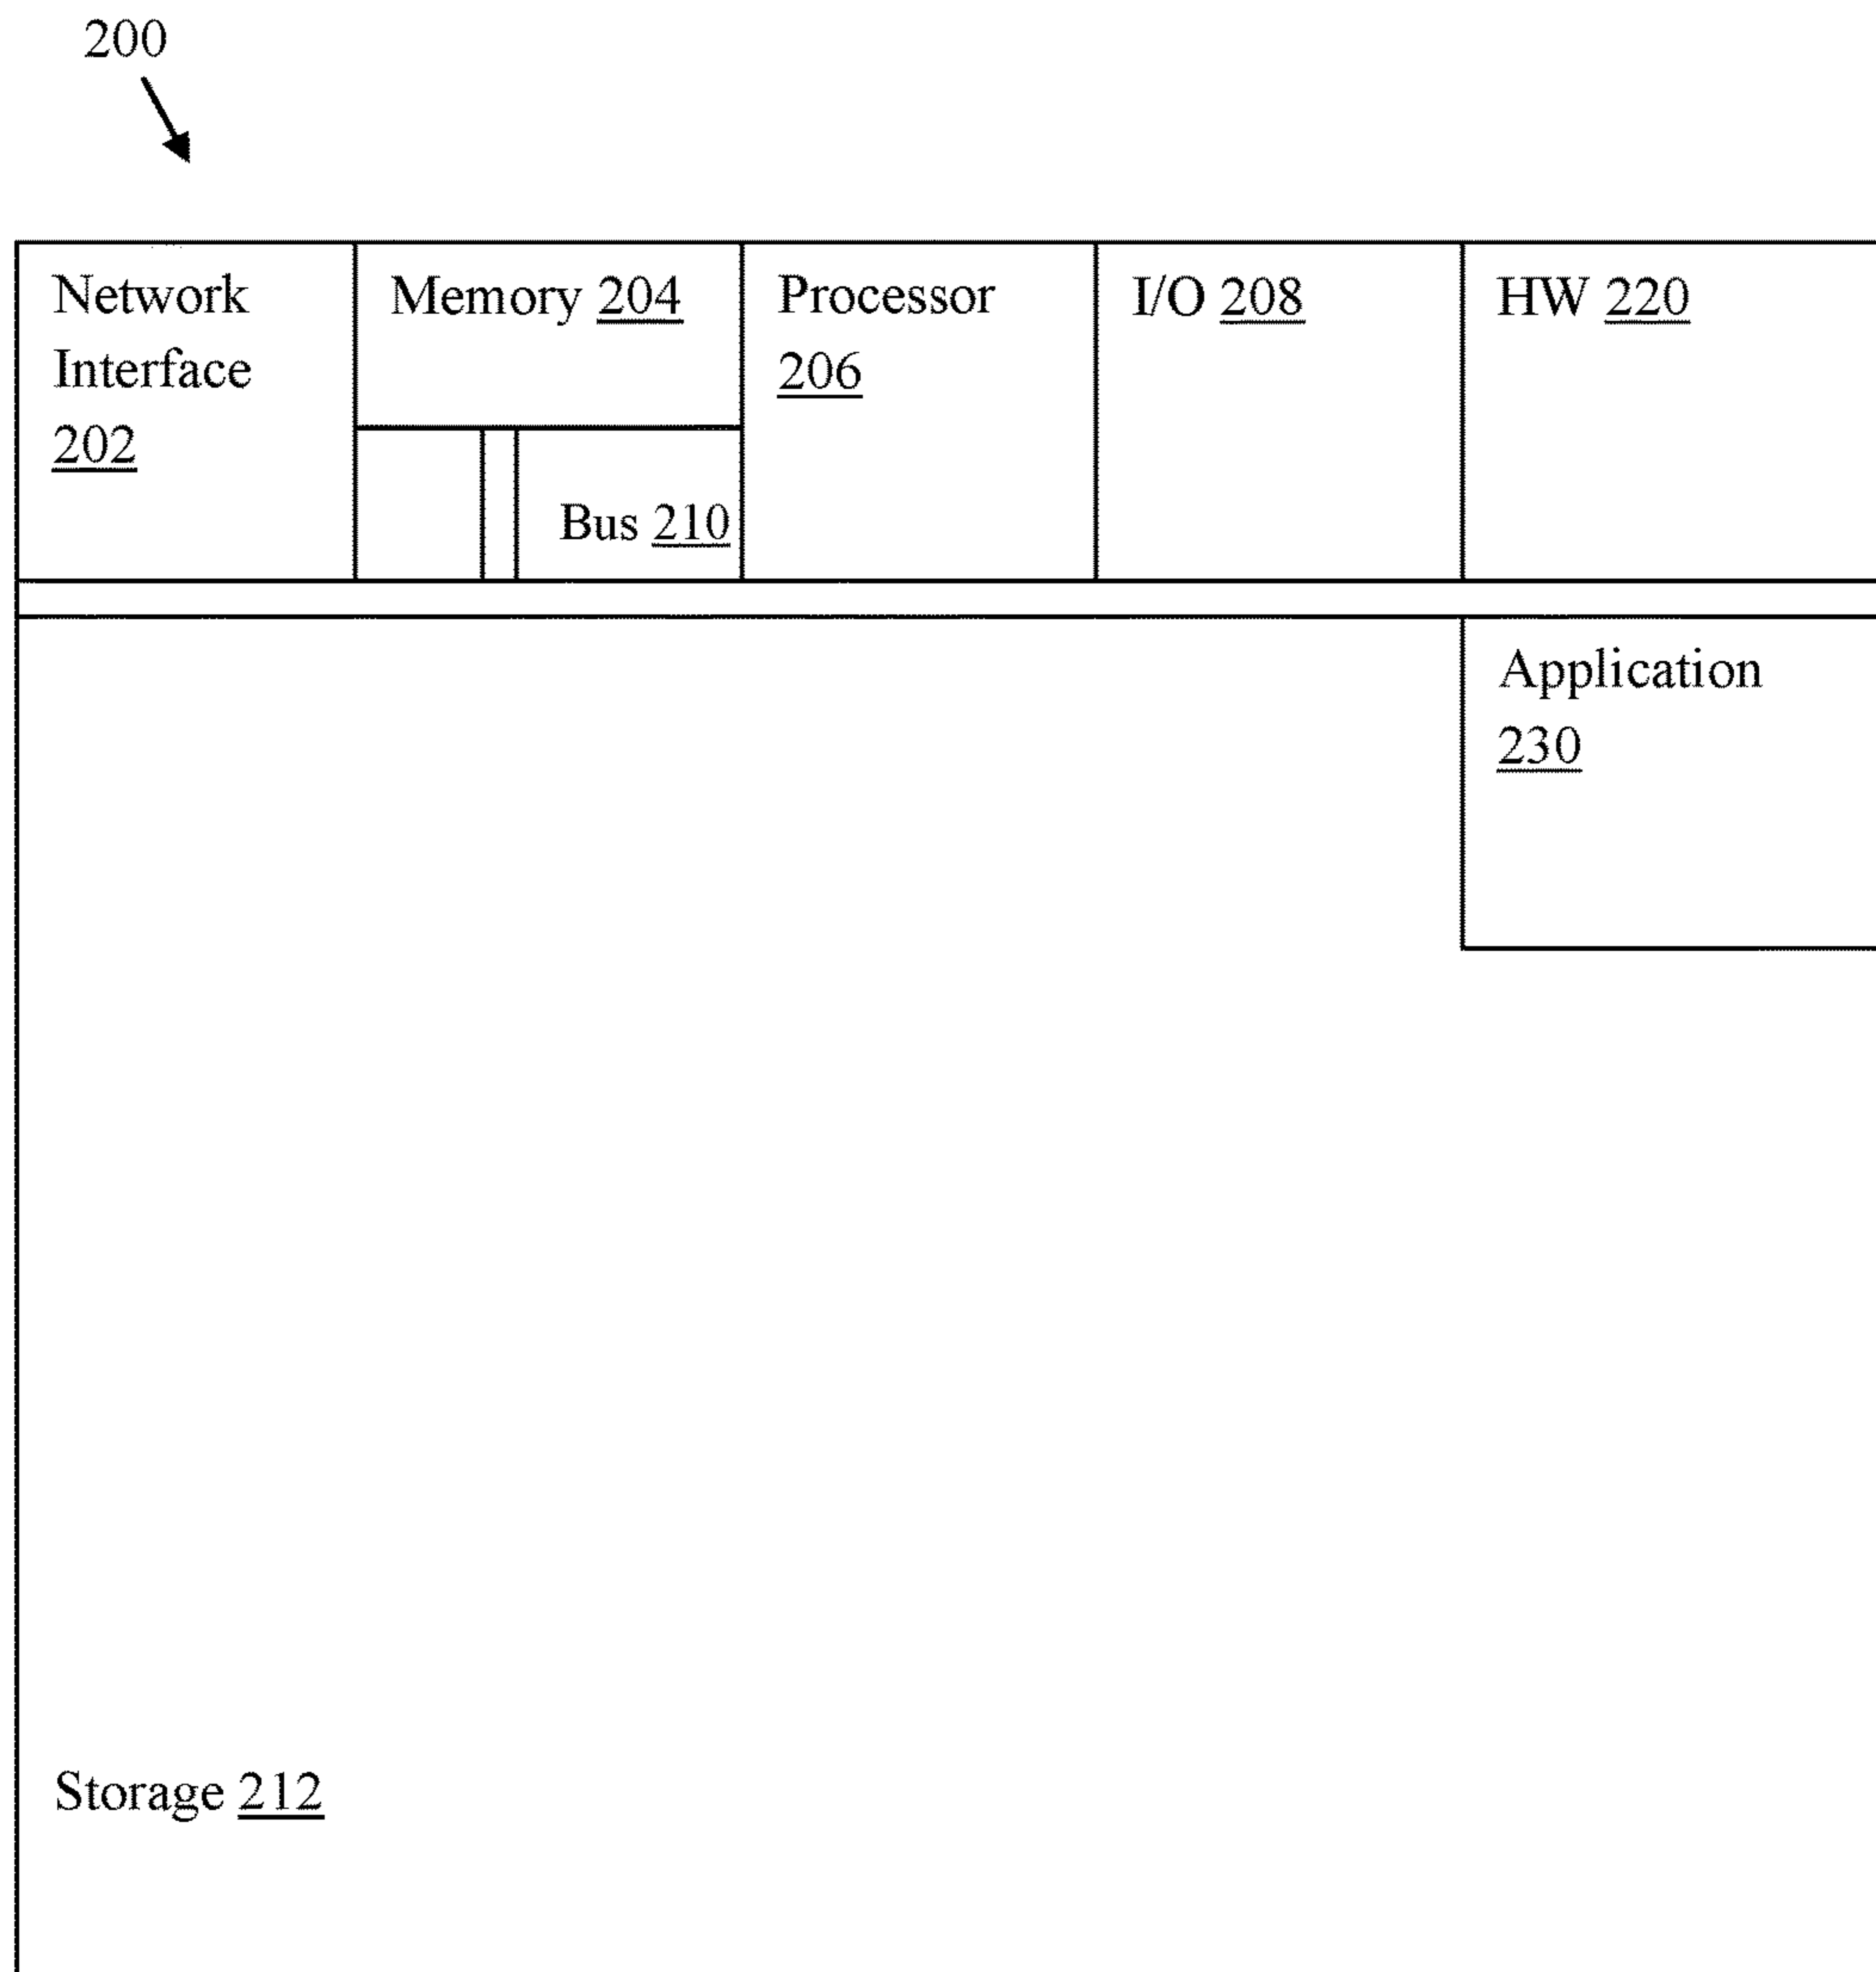 200
Network
Interface
202
Memory 204
Bus 210
Processor
206
I/O 208
HW 220
Application
230
Storage 212